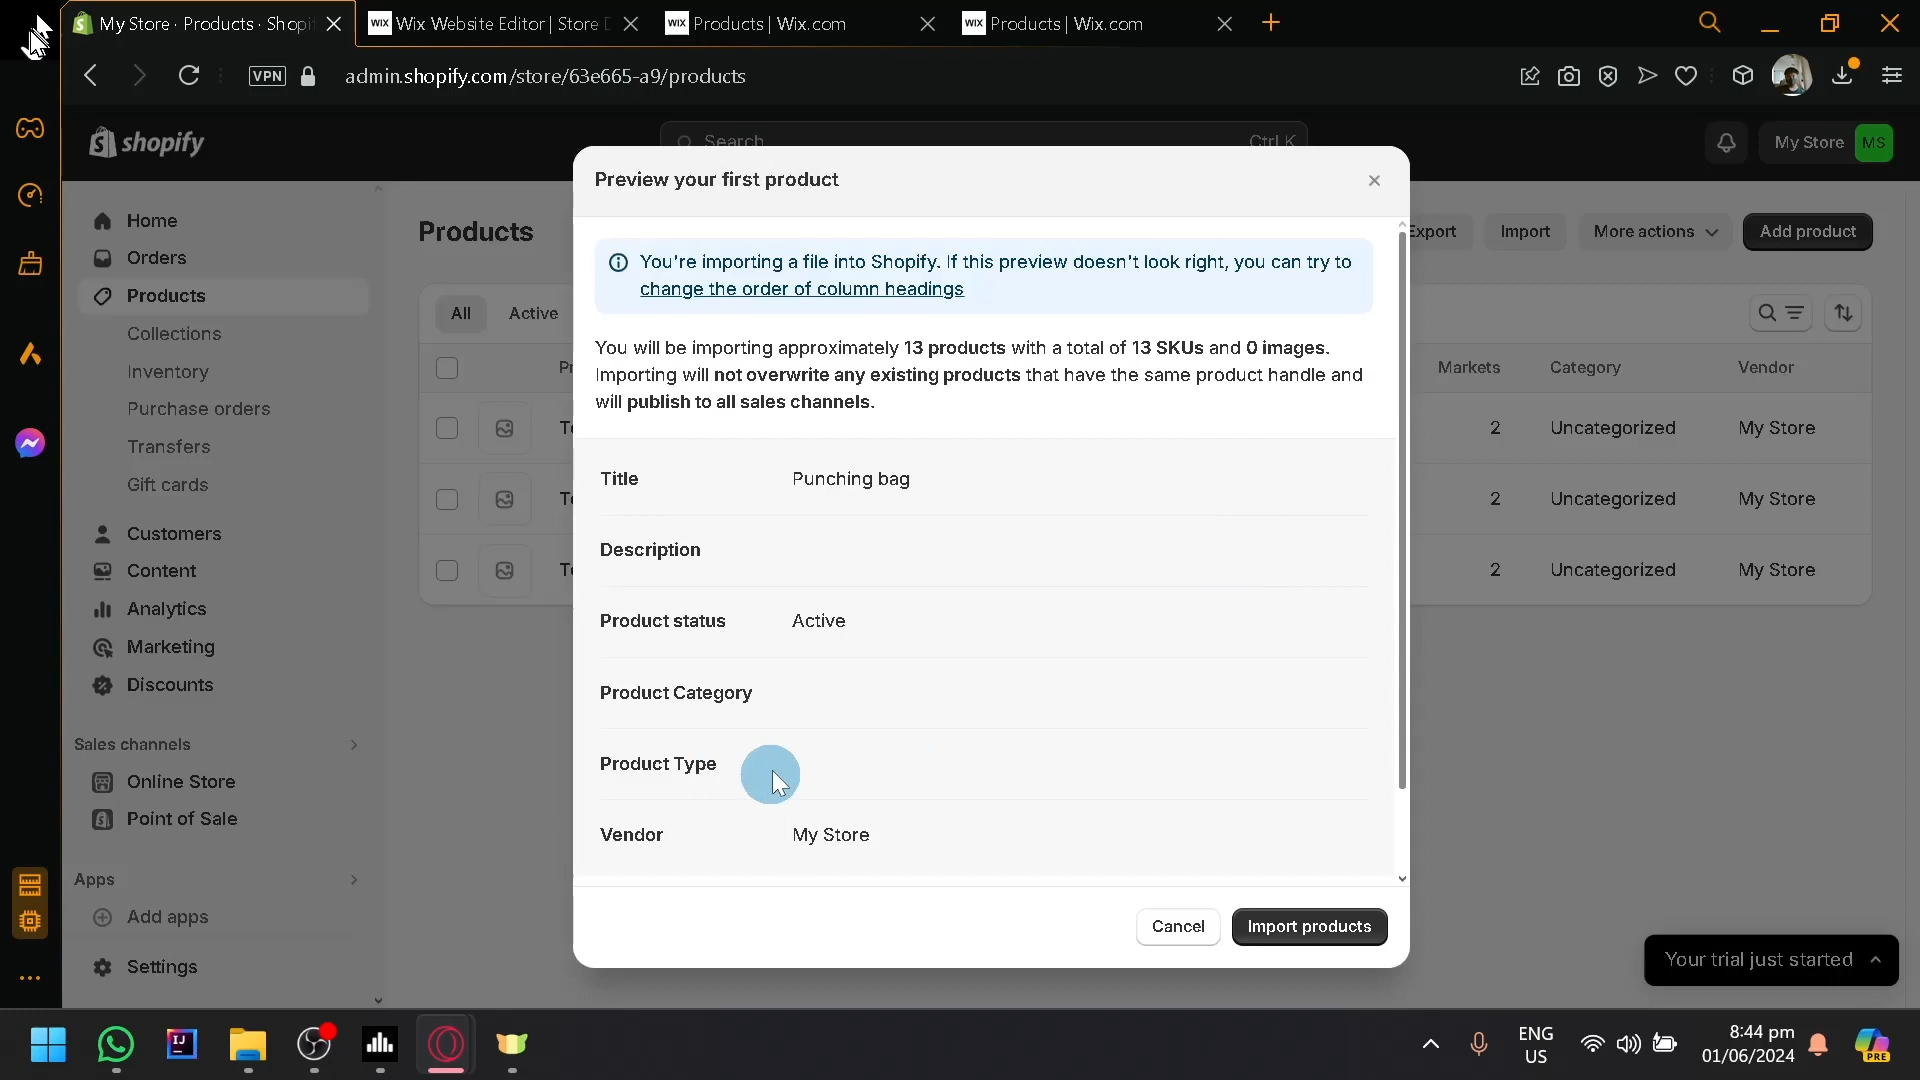 My Store · Products · Shopi
Wix Website Editor | Store
Products | Wix.com
Products | Wix.com
VPN
admin.shopify.com/store/63e665-a9/products
shopify
Search
Ctrl K
My Store
MS
Home
Orders
Products
Collections
Inventory
Purchase orders
Transfers
Gift cards
Customers
Content
Analytics
Marketing
Discounts
Sales channels
Online Store
Point of Sale
Apps
Add apps
Settings
Products
Export
Import
More actions
Add product
All
Active
Markets
Category
Vendor
2
Uncategorized
My Store
2
Uncategorized
My Store
2
Uncategorized
My Store
Preview your first product
You're importing a file into Shopify. If this preview doesn't look right, you can try to
change the order of column headings
You will be importing approximately 13 products with a total of 13 SKUs and 0 images.
Importing will not overwrite any existing products that have the same product handle and
will publish to all sales channels.
Title
Punching bag
Description
Product status
Active
Product Category
Product Type
Vendor
My Store
Cancel
Import products
Your trial just started
ENG
US
8:44 pm
01/06/2024
PRE